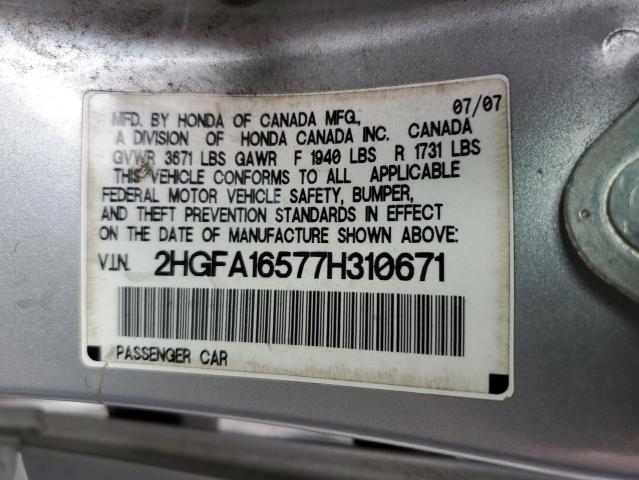 07/07
MFD. BY HONDA OF CANADA MFG.,
A DIVISION OF HONDA CANADA INC. CANADA
GVWR 3671 LBS GAWR F 1940 LBS R 1731 LBS
THIS VEHICLE CONFORMS TO ALL APPLICABLE
FEDERAL MOTOR VEHICLE SAFETY, BUMPER,
AND THEFT PREVENTION STANDARDS IN EFFECT
ON THE DATE OF MANUFACTURE SHOWN ABOVE:
V.I.N. 2HGFA16577H310671
PASSENGER CAR